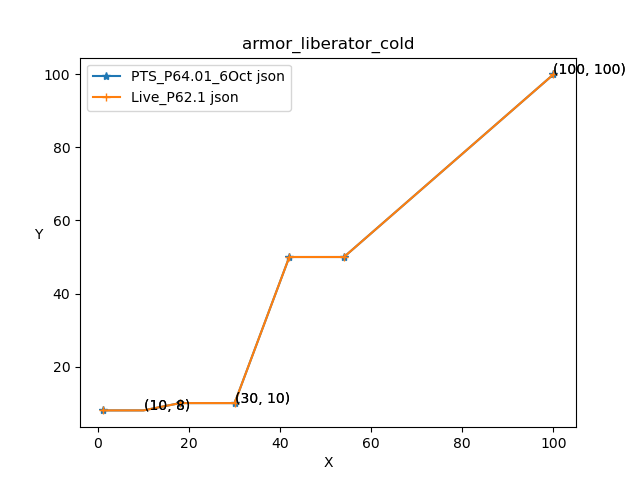 armor_liberator_cold
PTS_P64.01_6Oct json
Live_P62.1 json
(100, 100)
(30, 10)
(10, 8)
Y
100
80
60
40
20
0 20 40 60 80 100
X